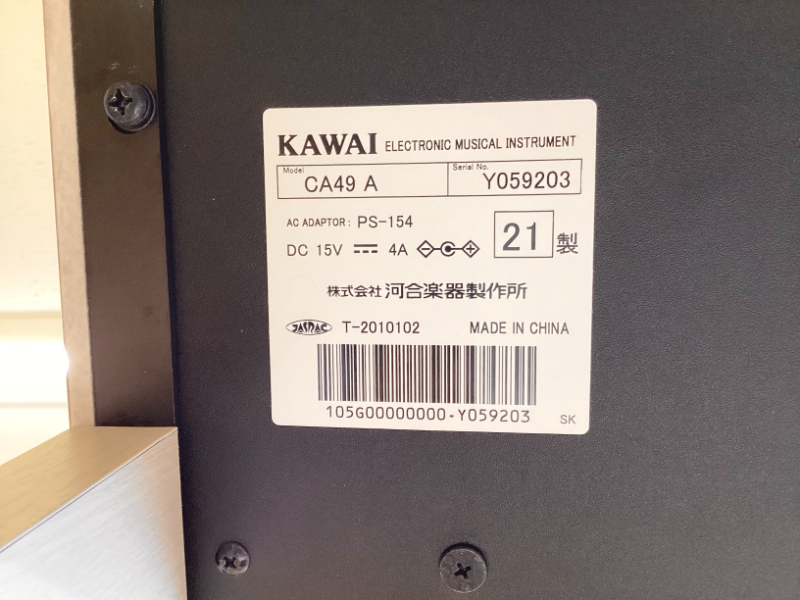 KAWAI ELECTRONIC MUSICAL INSTRUMENT
Model CA49 A Serial No. Y059203
AC ADAPTOR : PS-154
DC 15V 4A
21 製
株式会社 河合楽器製作所
JASRAC T-2010102 MADE IN CHINA
105G00000000-Y059203
SK